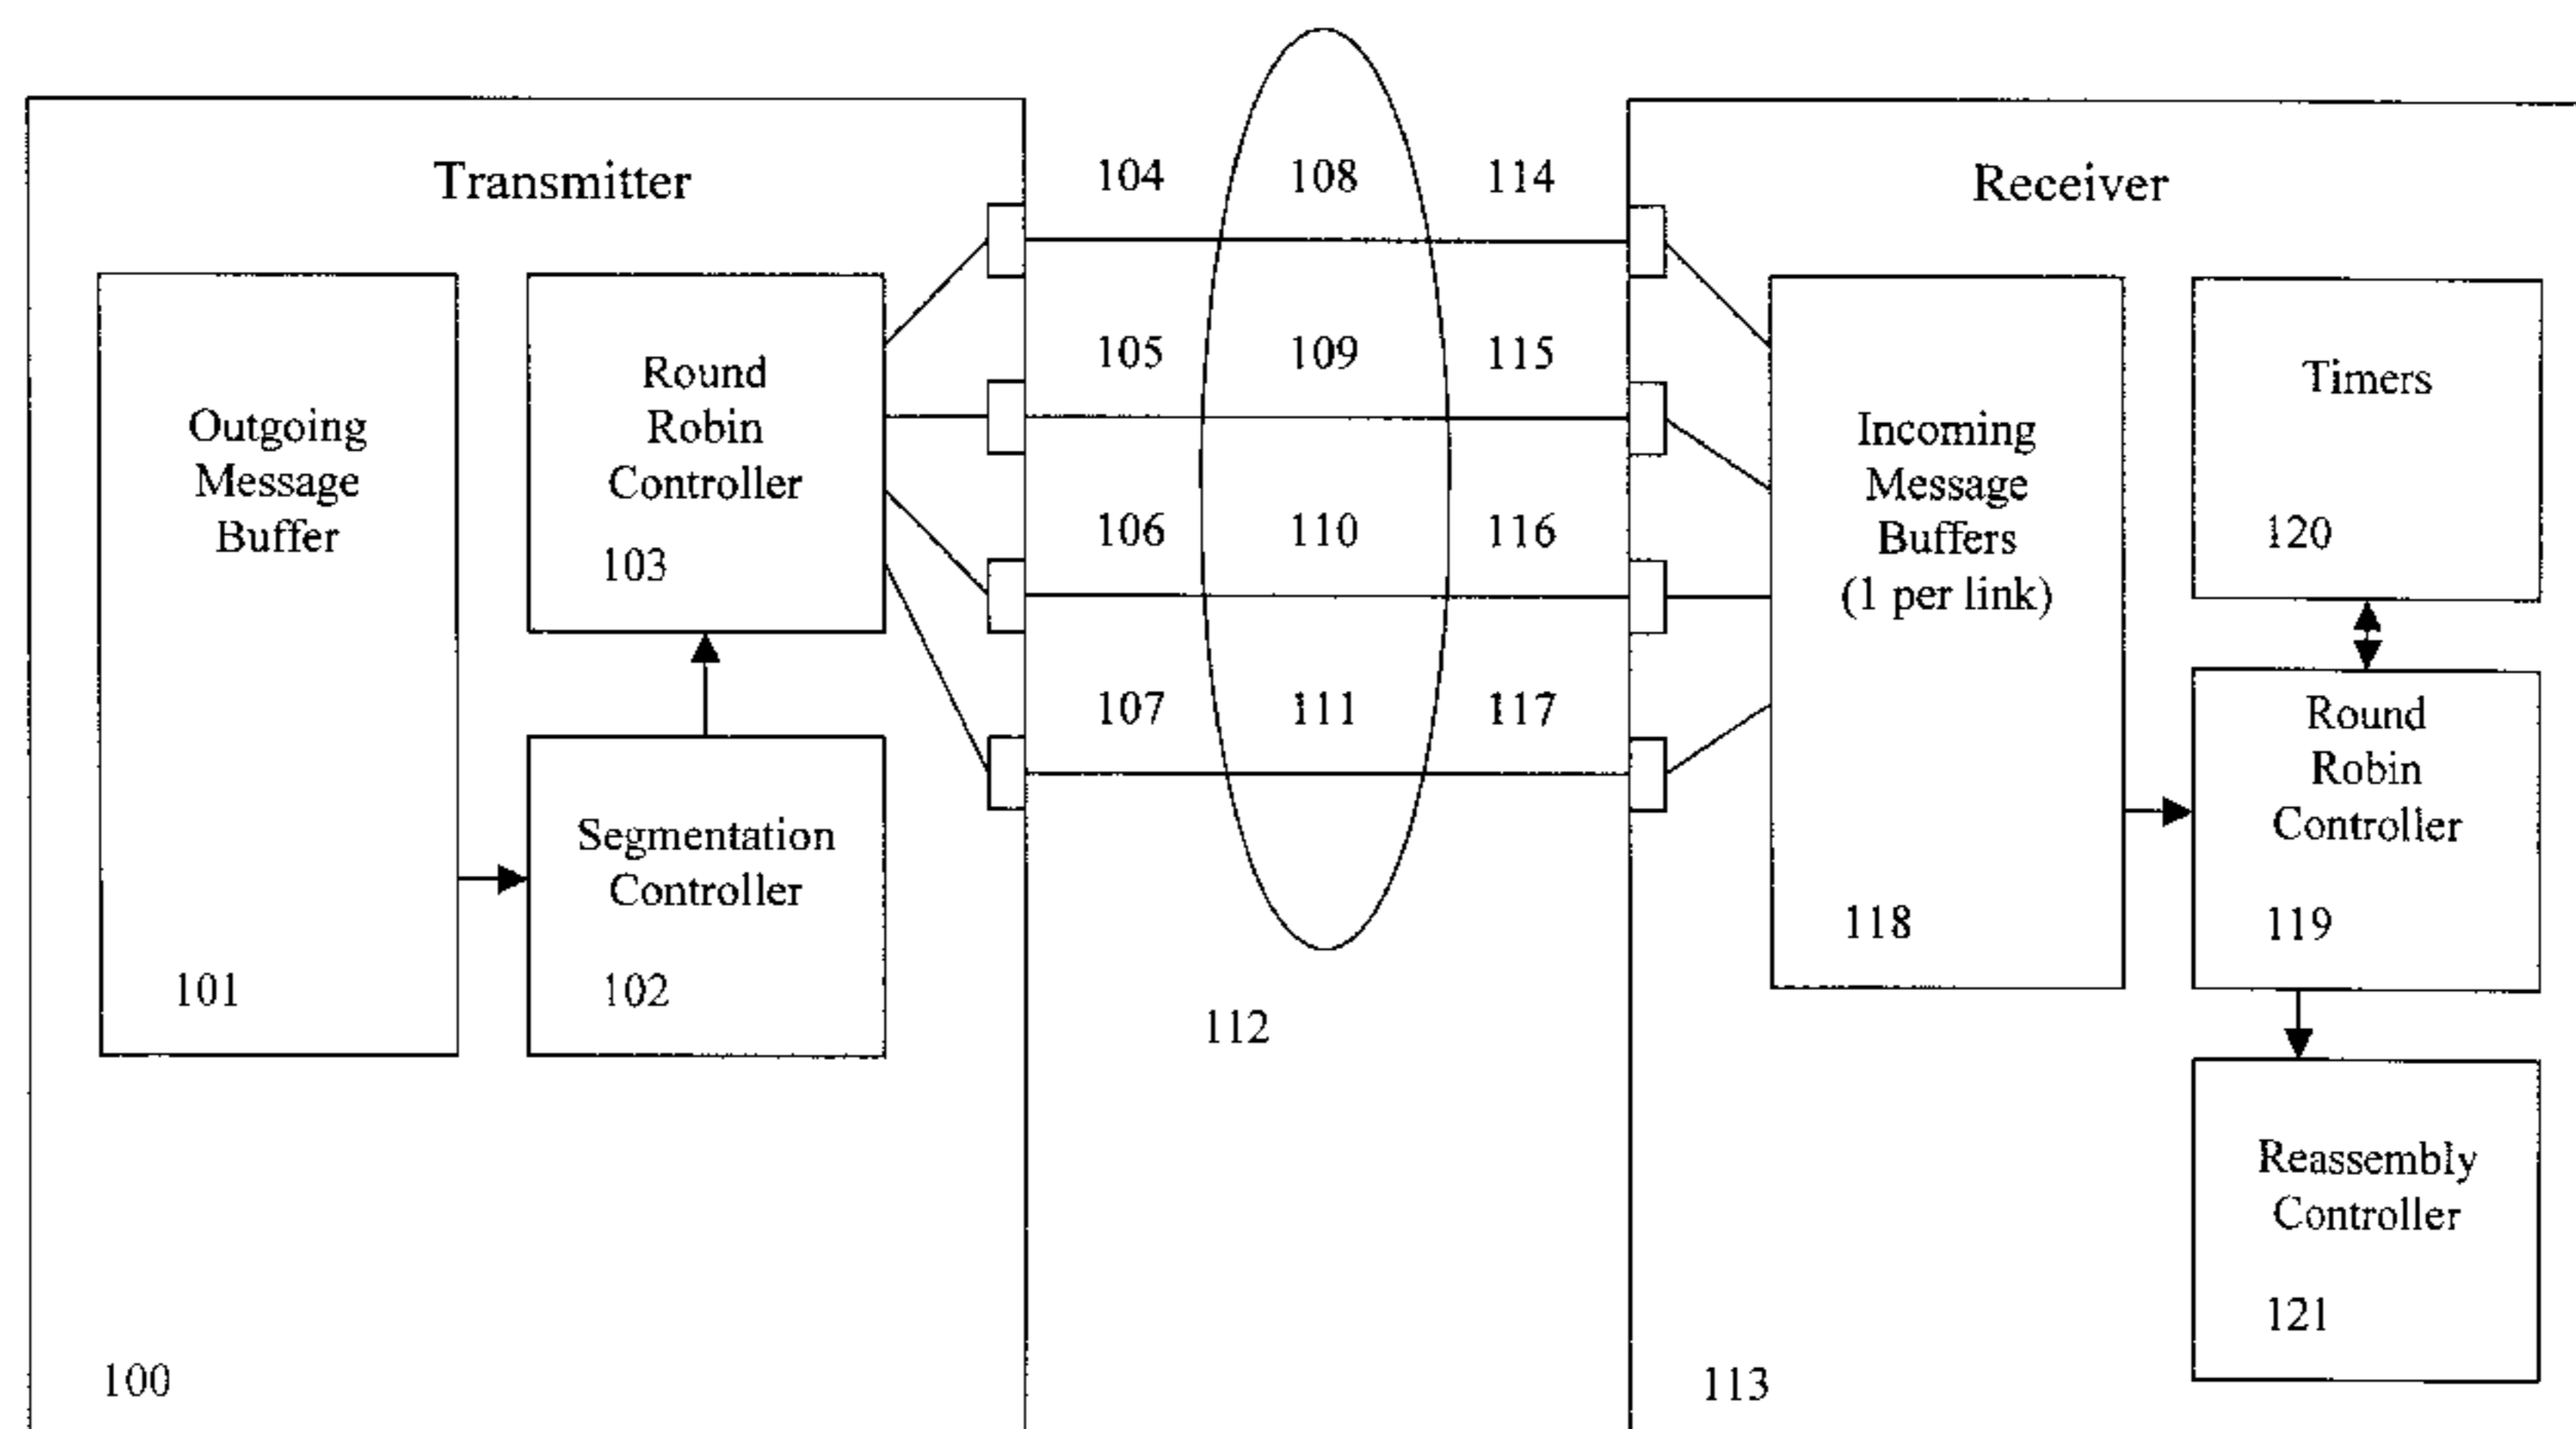 Transmitter
Outgoing
Message
Buffer
101
Round
Robin
Controller
103
Segmentation
Controller
102
100
104 108 114
105 109 115
106 110 116
107 111 117
112
Receiver
Incoming
Message
Buffers
(1 per link)
118
Timers
120
Round
Robin
Controller
119
Reassembly
Controller
121
113